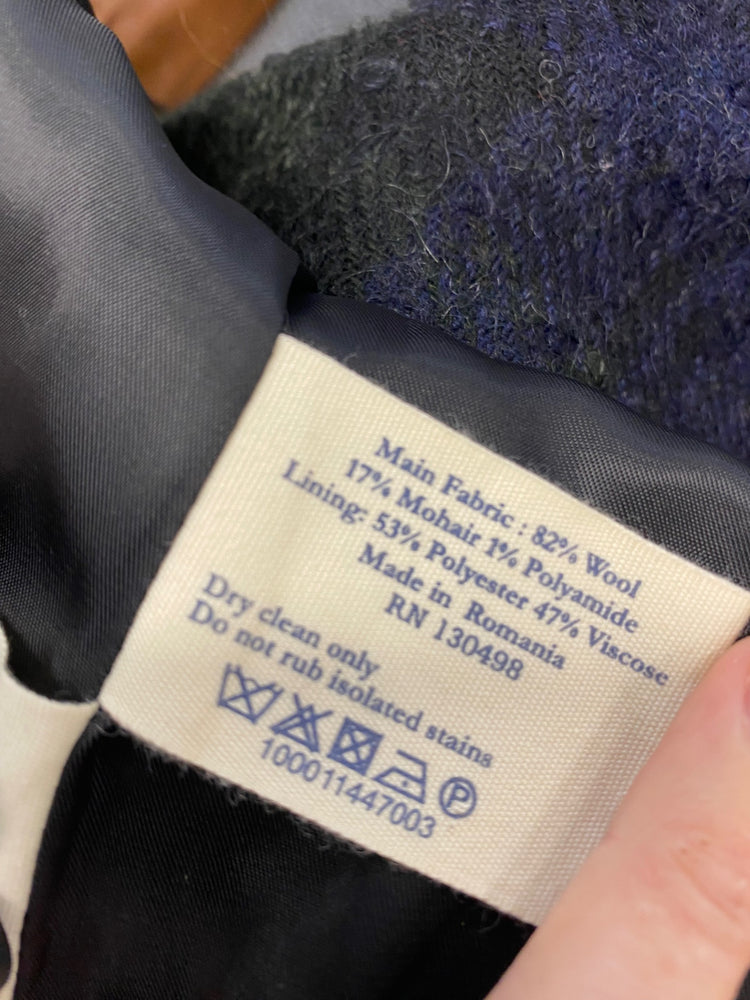 Main Fabric : 82% Wool
17% Mohair 1% Polyamide
Lining: 53% Polyester 47% Viscose
Made in Romania
RN 130498
Dry clean only
Do not rub isolated stains
P
100011447003